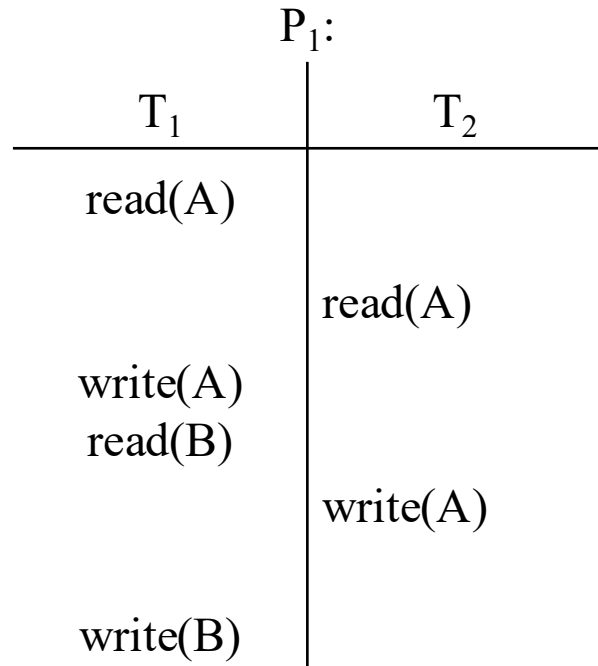 P₁:
T₁ T₂
read(A)
read(A)
write(A)
read(B)
write(A)
write(B)